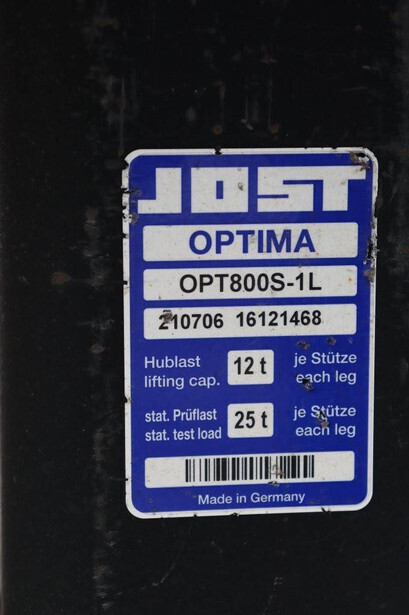 JOST
OPTIMA
OPT800S-1L
210706 16121468
Hublast 12 t je Stütze
lifting cap. each leg
stat. Prüflast 25 t je Stütze
stat. test load each leg
Made in Germany